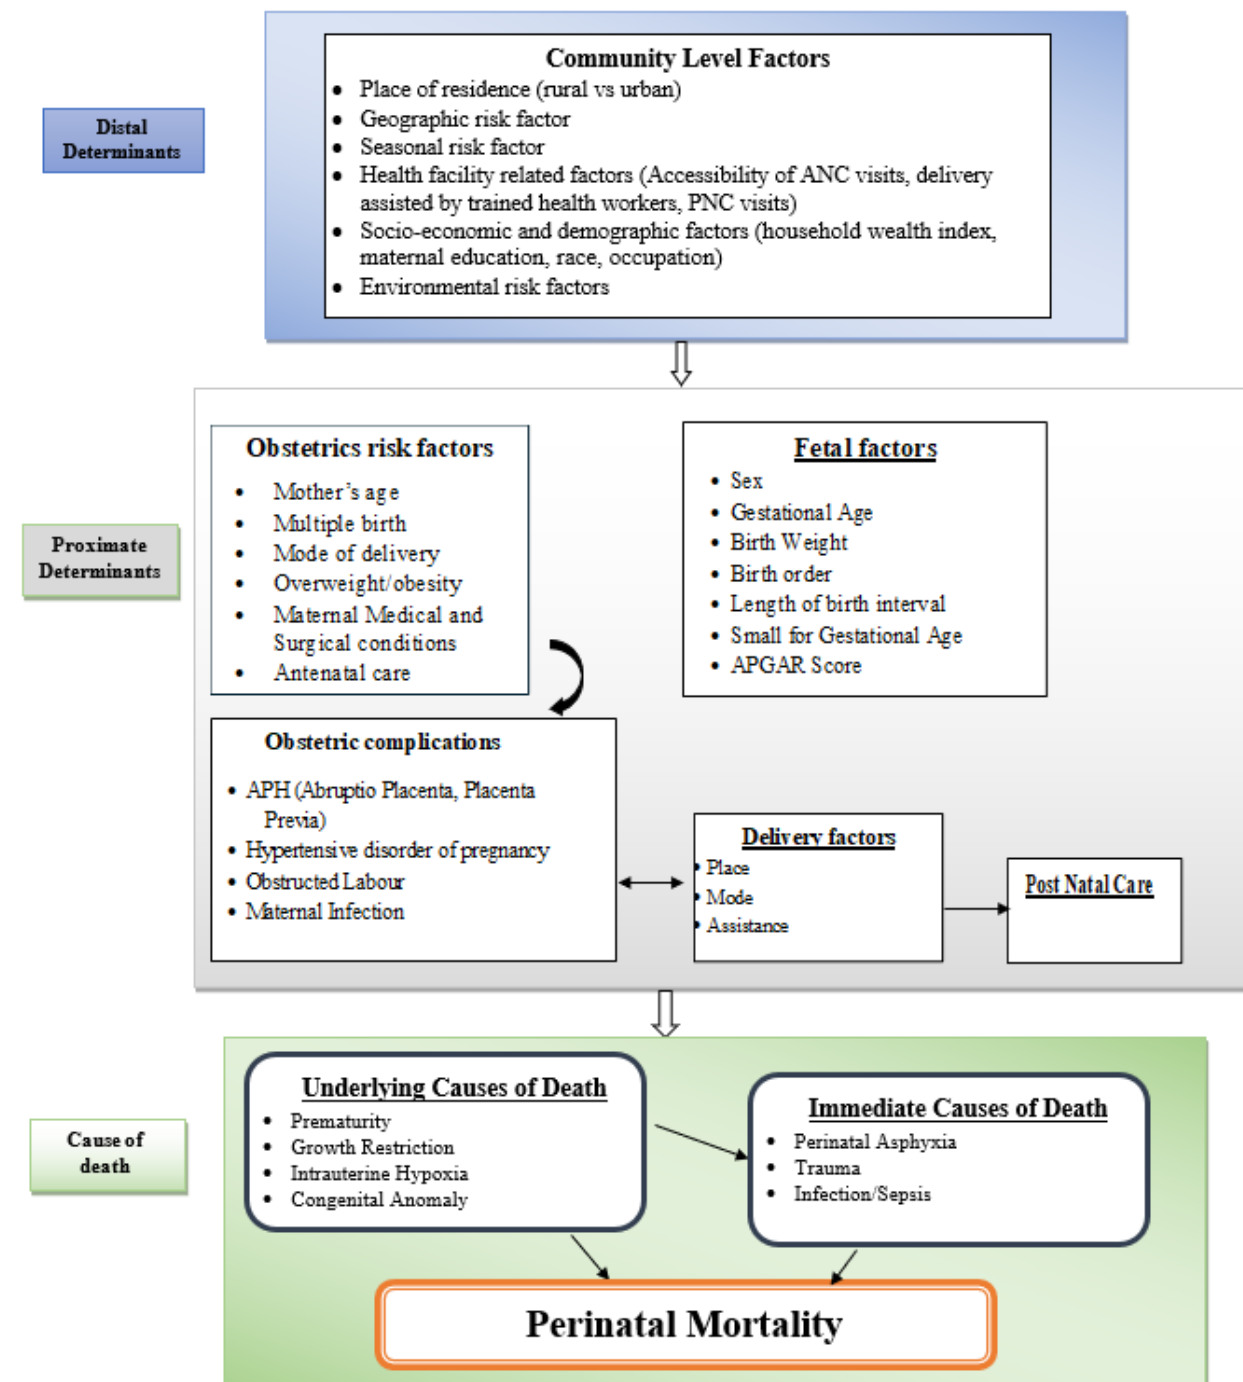 Community Level Factors
• Place of residence (rural vs urban)
• Geographic risk factor
• Seasonal risk factor
• Health facility related factors (Accessibility of ANC visits, delivery
assisted by trained health workers, PNC visits)
• Socio-economic and demographic factors (household wealth index,
maternal education, race, occupation)
• Environmental risk factors
Distal
Determinants
Obstetrics risk factors
• Mother's age
• Multiple birth
• Mode of delivery
• Overweight/obesity
• Maternal Medical and
Surgical conditions
• Antenatal care
Fetal factors
• Sex
• Gestational Age
• Birth Weight
• Birth order
• Length of birth interval
• Small for Gestational Age
• APGAR Score
Proximate
Determinants
Obstetric complications
• APH (Abruptio Placenta, Placenta
Previa)
• Hypertensive disorder of pregnancy
• Obstructed Labour
• Maternal Infection
Delivery factors
• Place
• Mode
• Assistance
Post Natal Care
Cause of
death
Underlying Causes of Death
• Prematurity
• Growth Restriction
• Intrauterine Hypoxia
• Congenital Anomaly
Immediate Causes of Death
• Perinatal Asphyxia
• Trauma
• Infection/Sepsis
Perinatal Mortality